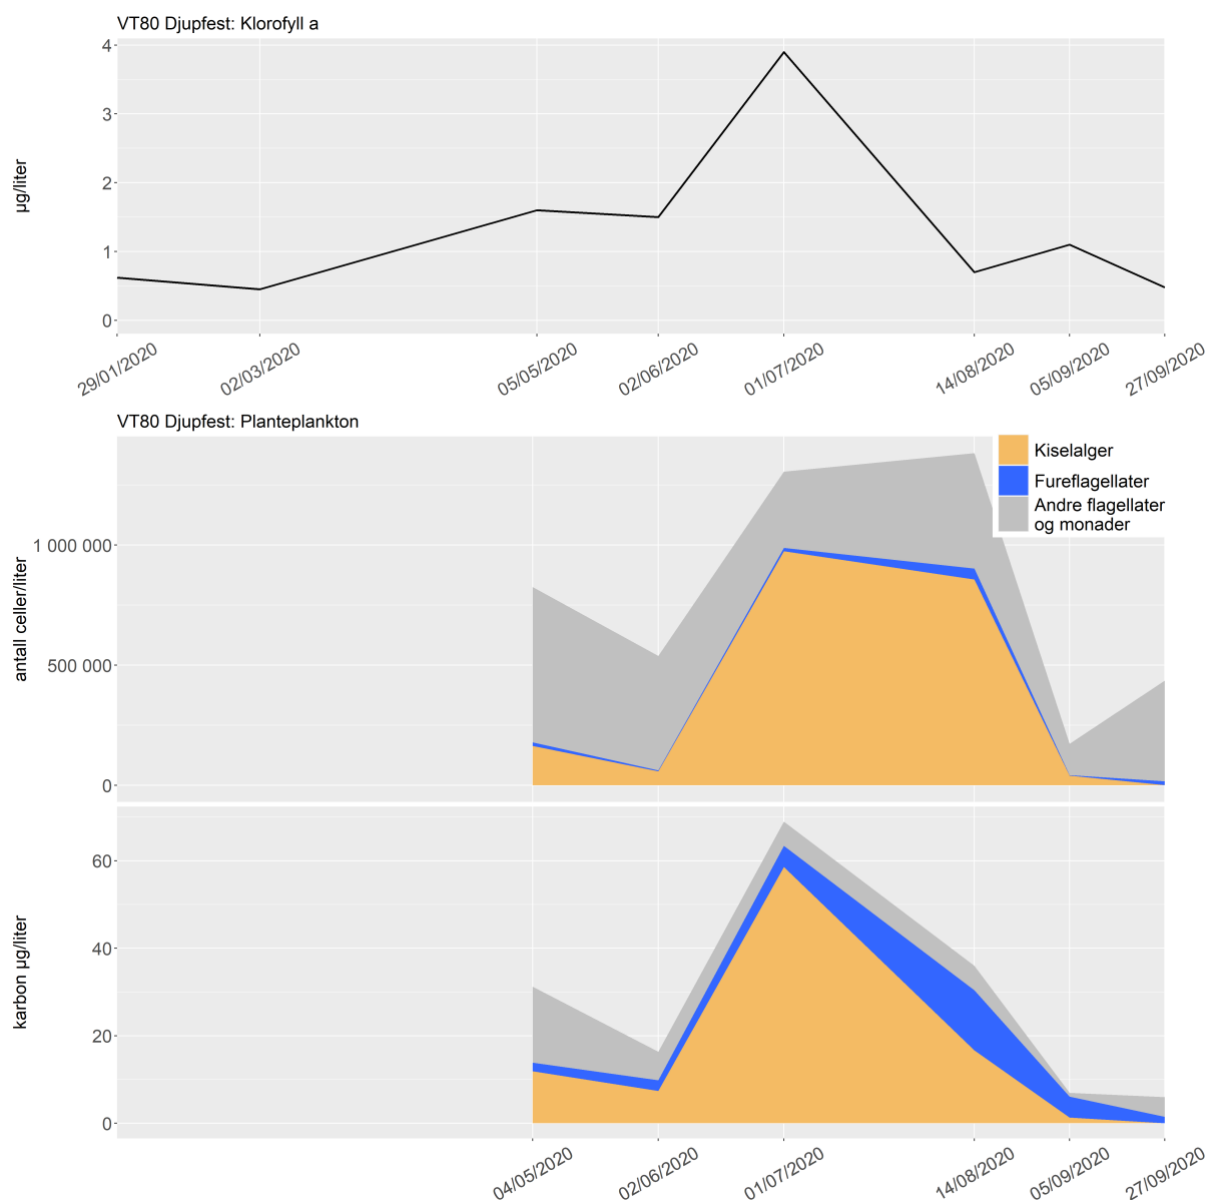 VT80 Djupfest: Klorofyll a
µg/liter
4
3
2
1
0
29/01/2020
02/03/2020
05/05/2020
02/06/2020
01/07/2020
14/08/2020
05/09/2020
27/09/2020
VT80 Djupfest: Planteplankton
antall celler/liter
1 000 000
500 000
0
Kiselalger
Fureflagellater
Andre flagellater
og monader
karbon µg/liter
60
40
20
0
04/05/2020
02/06/2020
01/07/2020
14/08/2020
05/09/2020
27/09/2020